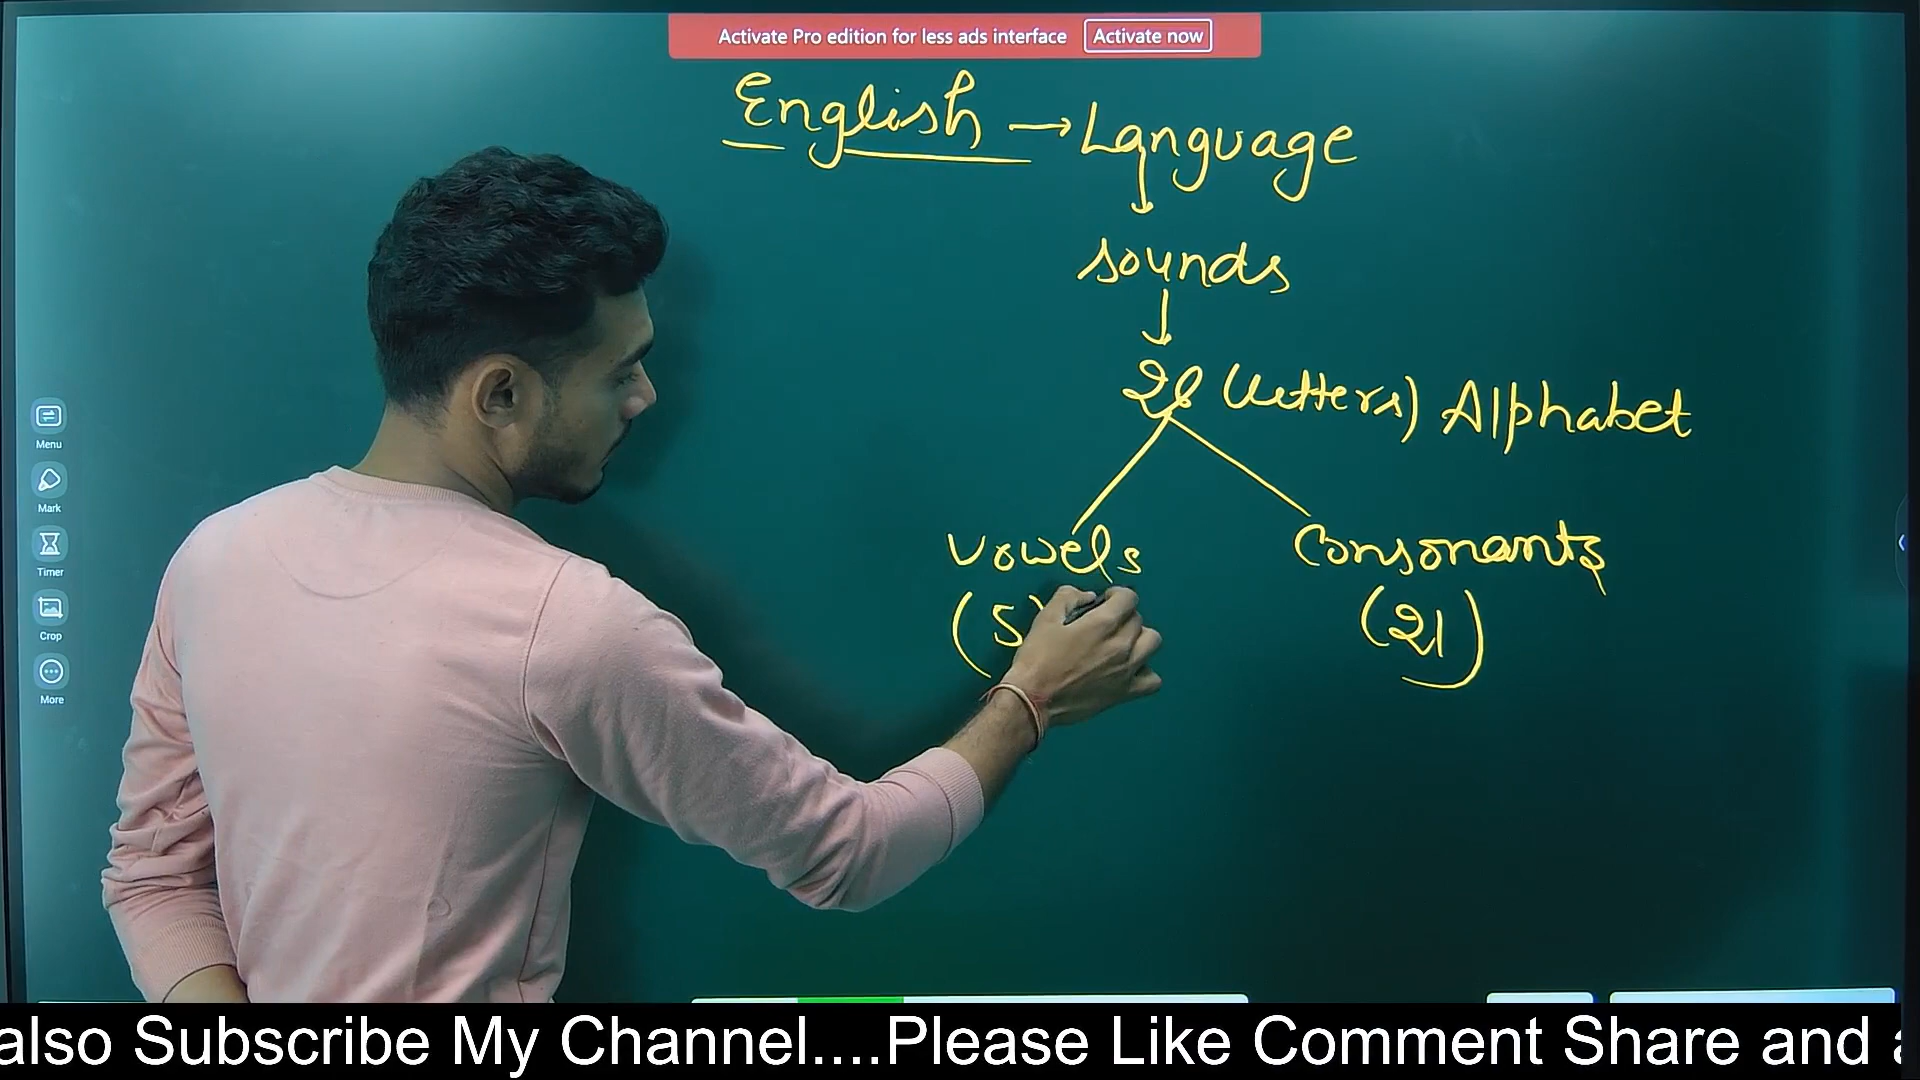 Activate Pro edition for less ads interface Activate now
English → Language
sounds
26 (letters) Alphabet
Vowels Consonants
(5) (21)
Menu
Mark
Timer
Crop
More
also Subscribe My Channel....Please Like Comment Share and a